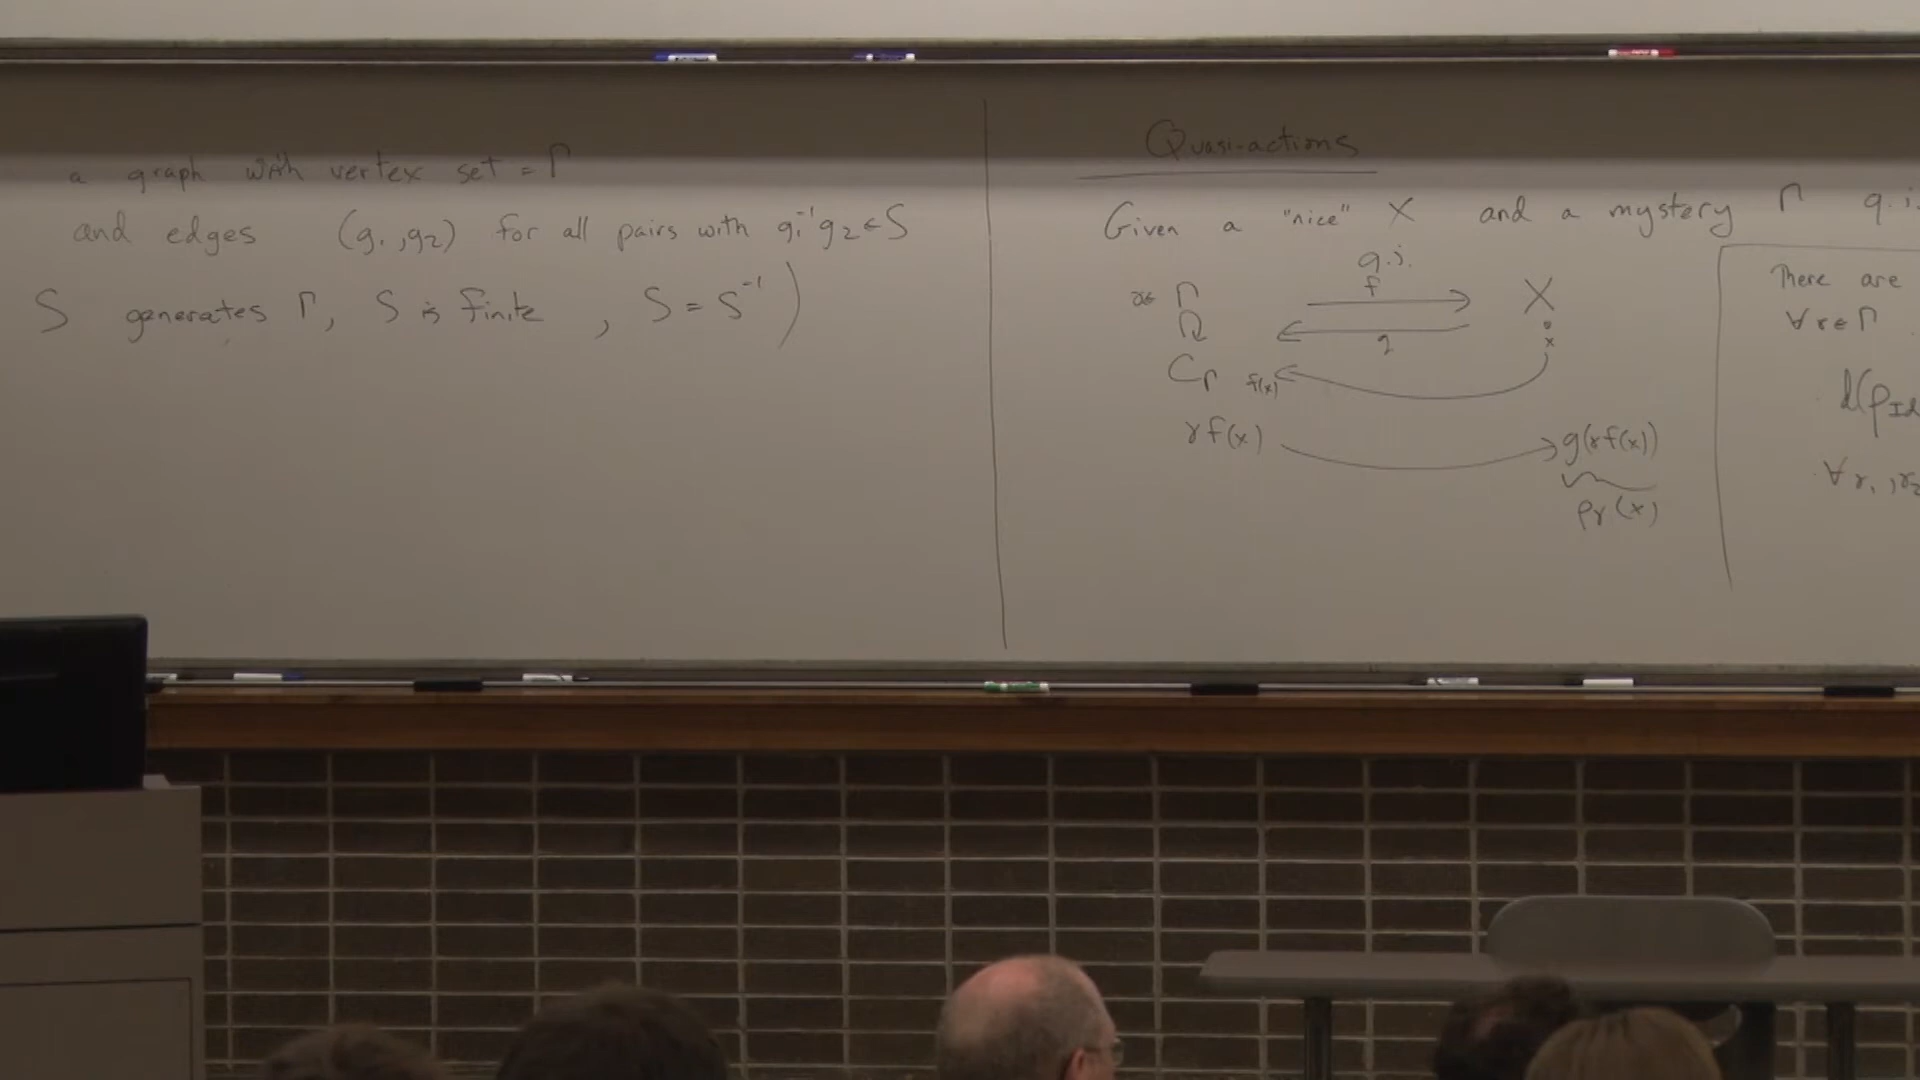 a graph with vertex set = Γ
and edges (g₁, g₂) for all pairs with g₁⁻¹g₂ ∈ S
S generates Γ, S is finite, S = S⁻¹)
Quasi-actions
Given a "nice" X and a mystery Γ q.i.
q.i.
f
Γ X
g
x
C_Γ f(x)
γf(x) g(γf(x))
ρ_γ(x)
There are
∀γ∈Γ
d(ρ_Id
∀γ₁, γ₂